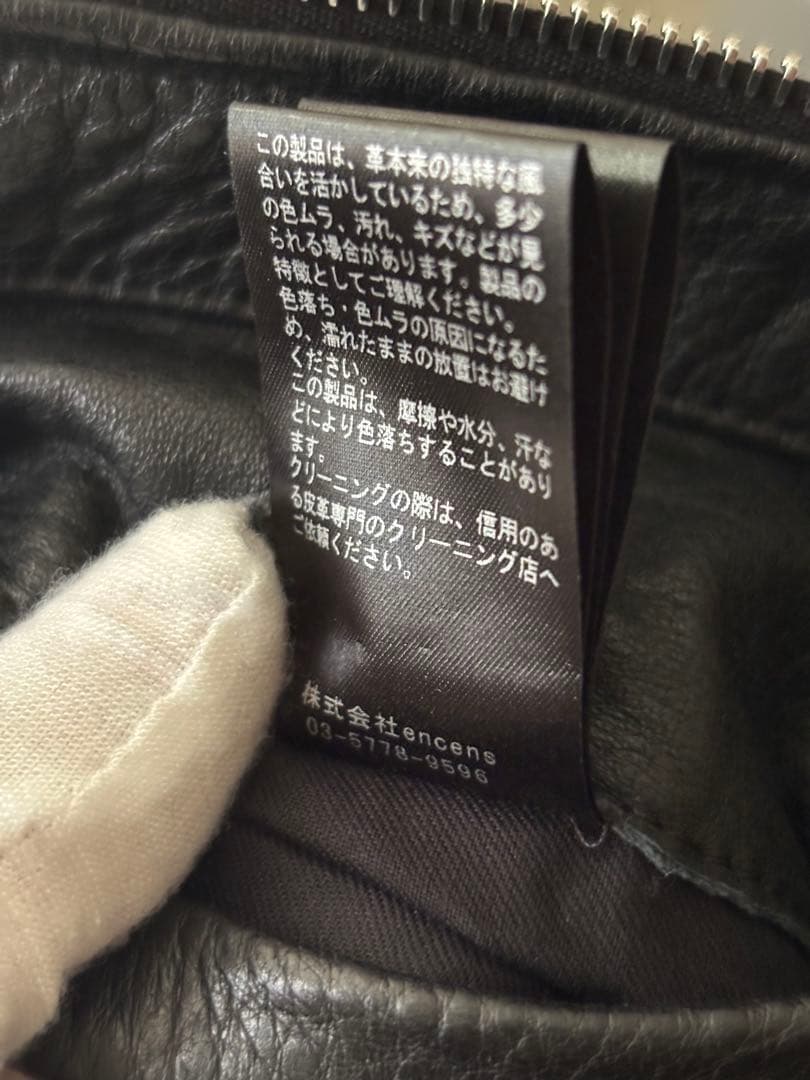 この製品は、革本来の独特な風
合いを活かしているため、多少
の色ムラ、汚れ、キズなどが見
られる場合があります。製品の
特徴としてご理解ください。
色落ち・色ムラの原因になるた
め、濡れたままの放置はお避け
ください。
この製品は、摩擦や水分、汗な
どにより色落ちすることがあり
ます。
クリーニングの際は、信用のあ
る皮革専門のクリーニング店へ
ご依頼ください。
株式会社encens
03-5778-9596